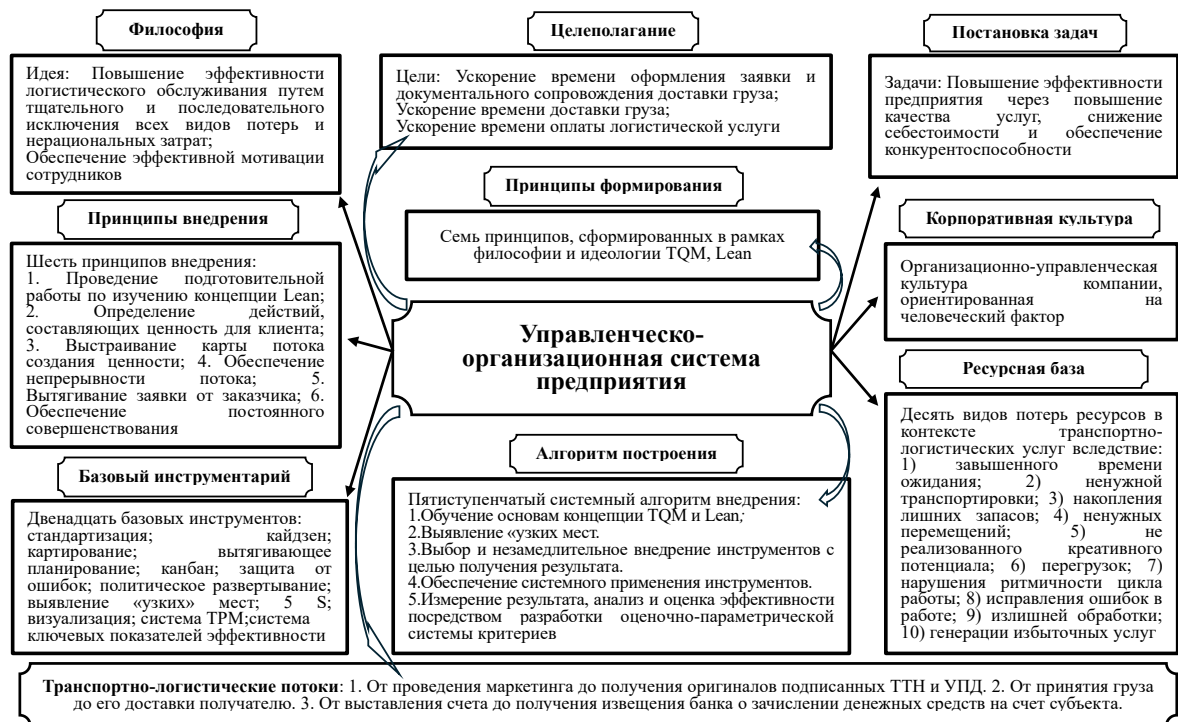 Философия
Идея: Повышение эффективности
логистического обслуживания путем
тщательного и последовательного
исключения всех видов потерь и
нерациональных затрат;
Обеспечение эффективной мотивации
сотрудников
Принципы внедрения
Шесть принципов внедрения:
1. Проведение подготовительной
работы по изучению концепции Lean;
2. Определение действий,
составляющих ценность для клиента;
3. Выстраивание карты потока
создания ценности; 4. Обеспечение
непрерывности потока; 5.
Вытягивание заявки от заказчика; 6.
Обеспечение постоянного
совершенствования
Базовый инструментарий
Двенадцать базовых инструментов:
стандартизация; кайдзен;
картирование; вытягивающее
планирование; канбан; защита от
ошибок; политическое развертывание;
выявление «узких» мест; 5 S;
визуализация; система TPM;система
ключевых показателей эффективности
Целеполагание
Цели: Ускорение времени оформления заявки и
документального сопровождения доставки груза;
Ускорение времени доставки груза;
Ускорение времени оплаты логистической услуги
Принципы формирования
Семь принципов, сформированных в рамках
философии и идеологии TQM, Lean
Управленческо-
организационная система
предприятия
Алгоритм построения
Пятиступенчатый системный алгоритм внедрения:
1.Обучение основам концепции TQM и Lean;
2.Выявление «узких мест.
3.Выбор и незамедлительное внедрение инструментов с
целью получения результата.
4.Обеспечение системного применения инструментов.
5.Измерение результата, анализ и оценка эффективности
посредством разработки оценочно-параметрической
системы критериев
Постановка задач
Задачи: Повышение эффективности
предприятия через повышение
качества услуг, снижение
себестоимости и обеспечение
конкурентоспособности
Корпоративная культура
Организационно-управленческая
культура компании,
ориентированная на
человеческий фактор
Ресурсная база
Десять видов потерь ресурсов в
контексте транспортно-
логистических услуг вследствие:
1) завышенного времени
ожидания; 2) ненужной
транспортировки; 3) накопления
лишних запасов; 4) ненужных
перемещений; 5) не
реализованного креативного
потенциала; 6) перегрузок; 7)
нарушения ритмичности цикла
работы; 8) исправления ошибок в
работе; 9) излишней обработки;
10) генерации избыточных услуг
Транспортно-логистические потоки: 1. От проведения маркетинга до получения оригиналов подписанных ТТН и УПД. 2. От принятия груза
до его доставки получателю. 3. От выставления счета до получения извещения банка о зачислении денежных средств на счет субъекта.